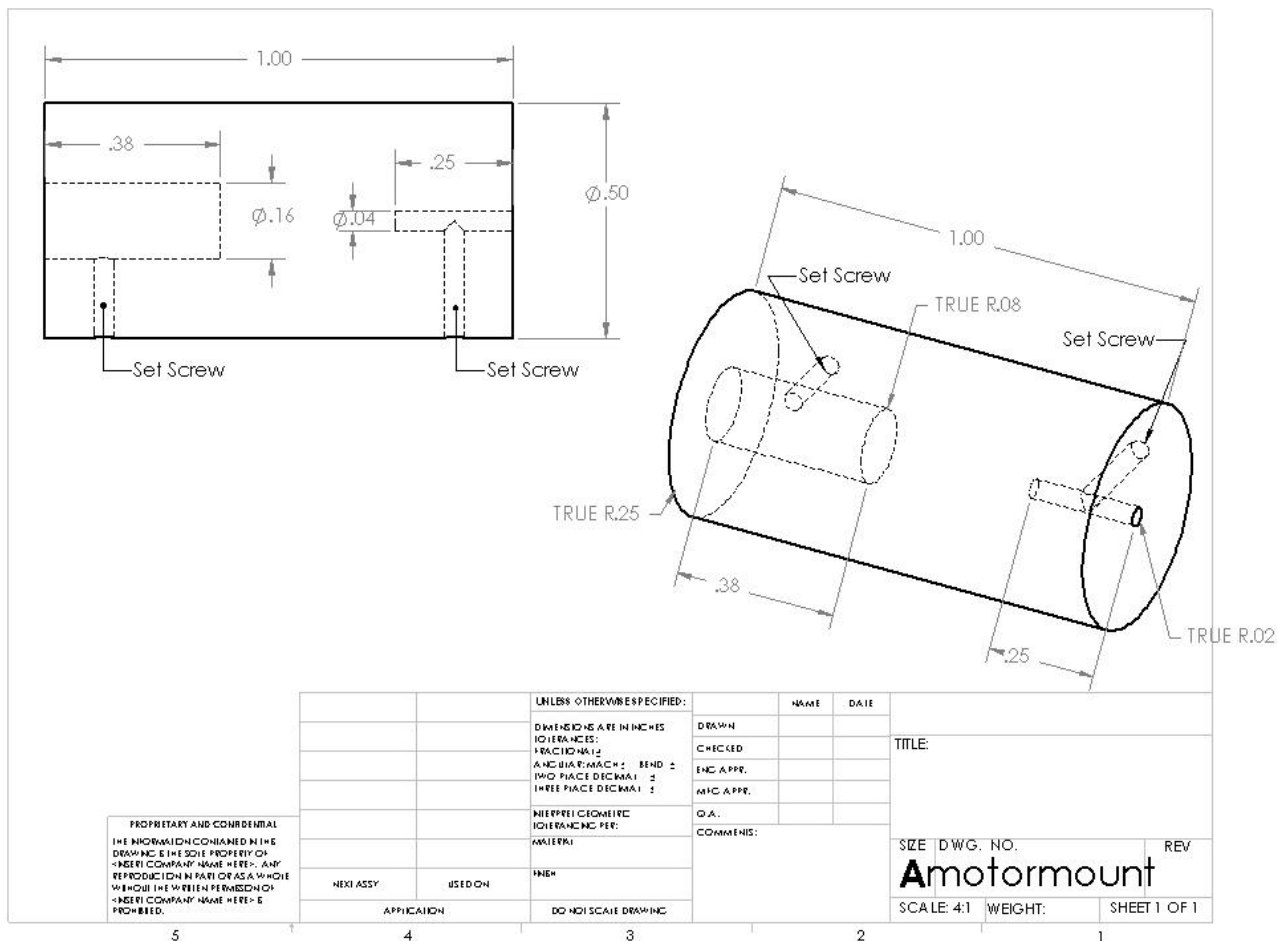 1.00
.38
.25
Ø.16
Ø.04
Ø.50
Set Screw
Set Screw
1.00
Set Screw
TRUE R.08
Set Screw
TRUE R.25
.38
TRUE R.02
.25
UNLESS OTHERWISE SPECIFIED:
DIMENSIONS ARE IN INCHES
TOLERANCES:
FRACTIONAL±
ANGULAR: MACH± BEND ±
TWO PLACE DECIMAL ±
THREE PLACE DECIMAL ±
INTERPRET GEOMETRIC
TOLERANCING PER:
MATERIAL
FINISH
DO NOT SCALE DRAWING
NAME DATE
DRAWN
CHECKED
ENG APPR.
MFG APPR.
Q.A.
COMMENTS:
TITLE:
SIZE DWG. NO. REV
A motormount
SCALE: 4:1 WEIGHT: SHEET 1 OF 1
PROPRIETARY AND CONFIDENTIAL
THE INFORMATION CONTAINED IN THIS
DRAWING IS THE SOLE PROPERTY OF
<INSERT COMPANY NAME HERE>. ANY
REPRODUCTION IN PART OR AS A WHOLE
WITHOUT THE WRITTEN PERMISSION OF
<INSERT COMPANY NAME HERE> IS
PROHIBITED.
NEXT ASSY USED ON
APPLICATION
5 4 3 2 1